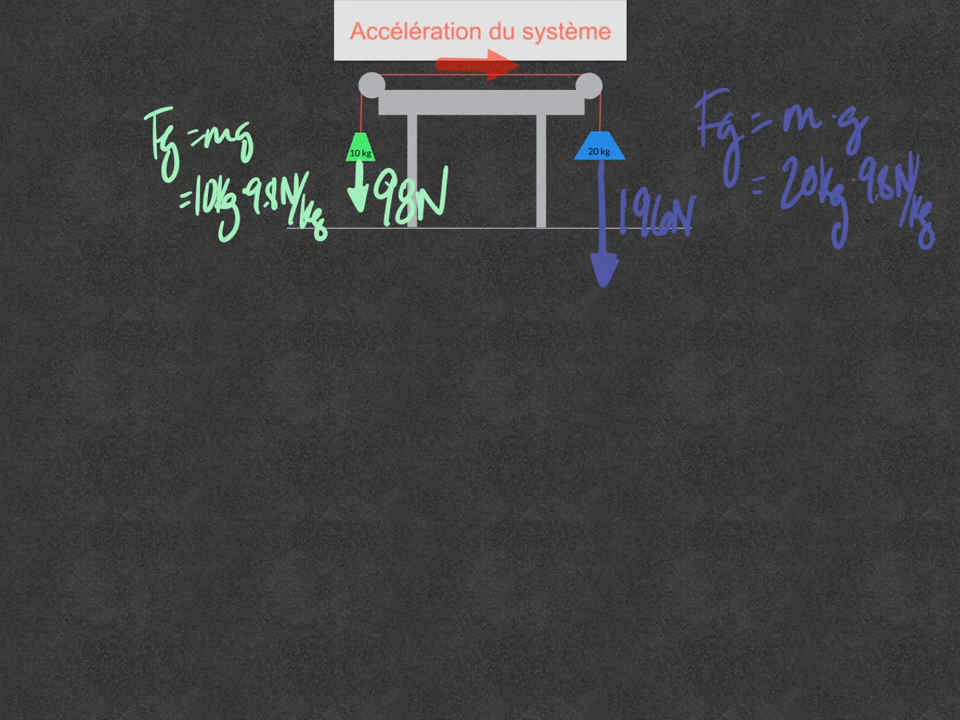 Accélération du système
Fg = mg
= 10kg · 9.8N/kg
10 kg
98N
20 kg
196N
Fg = m · g
= 20kg · 9.8N/kg